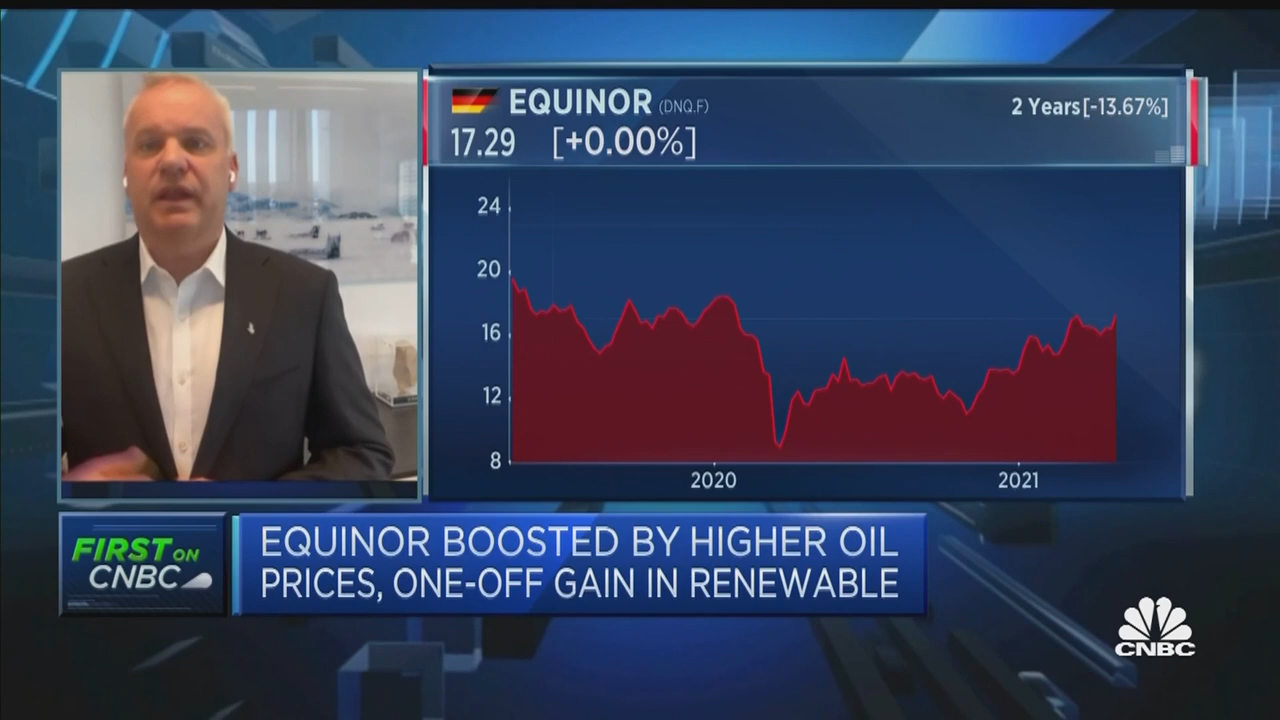 EQUINOR (DNQ.F)
2 Years[-13.67%]
17.29 [+0.00%]
24
20
16
12
8
2020
2021
FIRST ON
CNBC
EQUINOR BOOSTED BY HIGHER OIL
PRICES, ONE-OFF GAIN IN RENEWABLE
CNBC